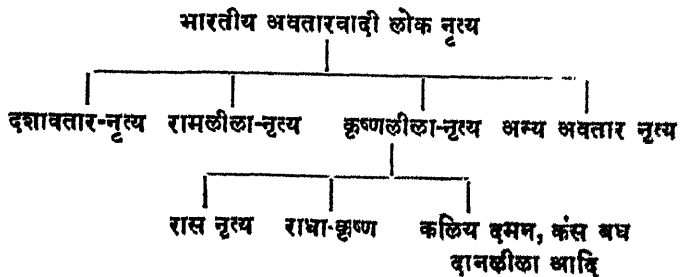 भारतीय अवतारवादी लोक नृत्य
दशावतार-नृत्य रामलीला-नृत्य कृष्णलीला-नृत्य अन्य अवतार नृत्य
रास नृत्य राधा-कृष्ण कलिय दमन, कंस बध
दानलीला आदि